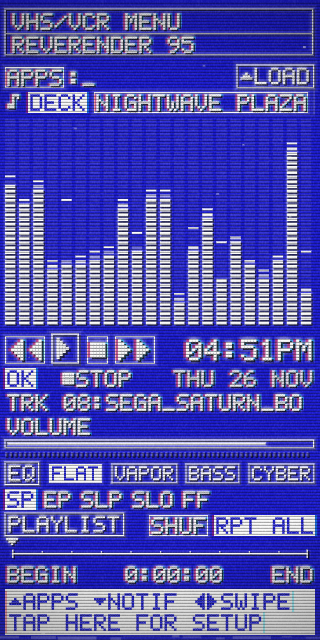 VHS/VCR MENU
REVERENDER 95
APPS:_ LOAD
DECK NIGHTWAVE PLAZA
04:51PM
OK STOP THU 26 NOV
TRK 08:SEGA_SATURN_BO
VOLUME
EQ FLAT VAPOR BASS CYBER
SP EP SLP SLO FF
PLAYLIST SHUF RPT ALL
BEGIN 0:00:00 END
APPS NOTIF SWIPE
TAP HERE FOR SETUP